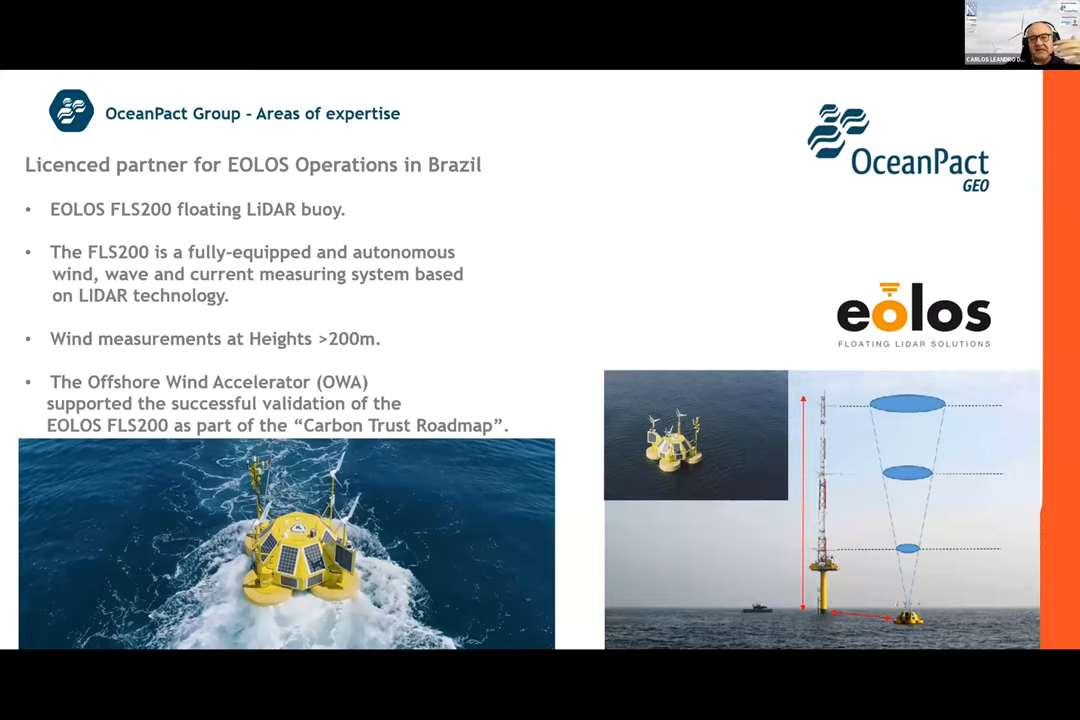 CARLOS LEANDRO D...
OceanPact Group - Areas of expertise
Licenced partner for EOLOS Operations in Brazil
• EOLOS FLS200 floating LiDAR buoy.
• The FLS200 is a fully-equipped and autonomous
wind, wave and current measuring system based
on LIDAR technology.
• Wind measurements at Heights >200m.
• The Offshore Wind Accelerator (OWA)
supported the successful validation of the
EOLOS FLS200 as part of the “Carbon Trust Roadmap”.
OceanPact
GEO
eolos
FLOATING LIDAR SOLUTIONS